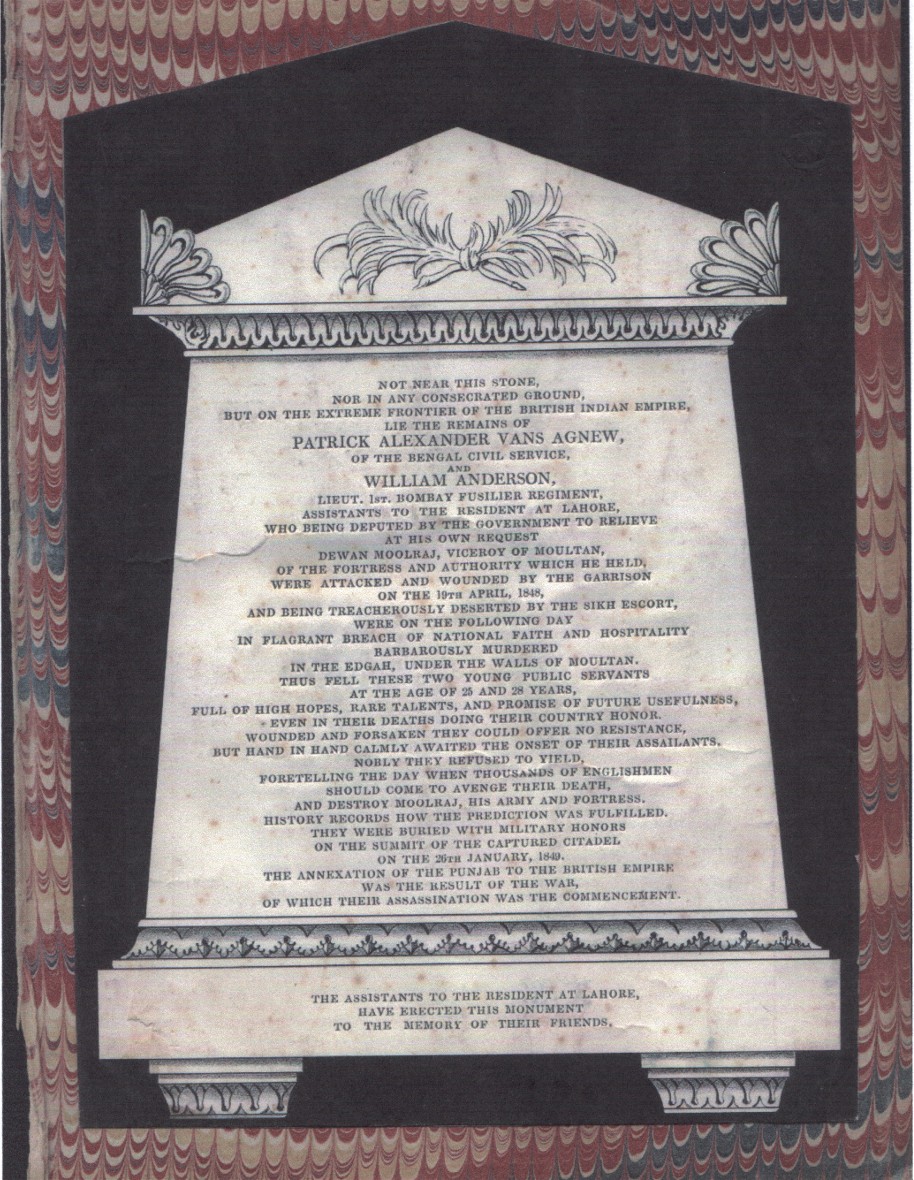 NOT NEAR THIS STONE,
NOR IN ANY CONSECRATED GROUND,
BUT ON THE EXTREME FRONTIER OF THE BRITISH INDIAN EMPIRE,
LIE THE REMAINS OF
PATRICK ALEXANDER VANS AGNEW,
OF THE BENGAL CIVIL SERVICE,
AND
WILLIAM ANDERSON,
LIEUT. 1ST. BOMBAY FUSILIER REGIMENT,
ASSISTANTS TO THE RESIDENT AT LAHORE,
WHO BEING DEPUTED BY THE GOVERNMENT TO RELIEVE
AT HIS OWN REQUEST
DEWAN MOOLRAJ, VICEROY OF MOULTAN,
OF THE FORTRESS AND AUTHORITY WHICH HE HELD,
WERE ATTACKED AND WOUNDED BY THE GARRISON
ON THE 19TH APRIL, 1848,
AND BEING TREACHEROUSLY DESERTED BY THE SIKH ESCORT,
WERE ON THE FOLLOWING DAY
IN FLAGRANT BREACH OF NATIONAL FAITH AND HOSPITALITY
BARBAROUSLY MURDERED
IN THE EDGAH, UNDER THE WALLS OF MOULTAN.
THUS FELL THESE TWO YOUNG PUBLIC SERVANTS
AT THE AGE OF 25 AND 28 YEARS,
FULL OF HIGH HOPES, RARE TALENTS, AND PROMISE OF FUTURE USEFULNESS,
EVEN IN THEIR DEATHS DOING THEIR COUNTRY HONOR.
WOUNDED AND FORSAKEN THEY COULD OFFER NO RESISTANCE,
BUT HAND IN HAND CALMLY AWAITED THE ONSET OF THEIR ASSAILANTS.
NOBLY THEY REFUSED TO YIELD,
FORETELLING THE DAY WHEN THOUSANDS OF ENGLISHMEN
SHOULD COME TO AVENGE THEIR DEATH,
AND DESTROY MOOLRAJ, HIS ARMY AND FORTRESS.
HISTORY RECORDS HOW THE PREDICTION WAS FULFILLED.
THEY WERE BURIED WITH MILITARY HONORS
ON THE SUMMIT OF THE CAPTURED CITADEL
ON THE 26TH JANUARY, 1849.
THE ANNEXATION OF THE PUNJAB TO THE BRITISH EMPIRE
WAS THE RESULT OF THE WAR,
OF WHICH THEIR ASSASSINATION WAS THE COMMENCEMENT.
THE ASSISTANTS TO THE RESIDENT AT LAHORE,
HAVE ERECTED THIS MONUMENT
TO THE MEMORY OF THEIR FRIENDS.